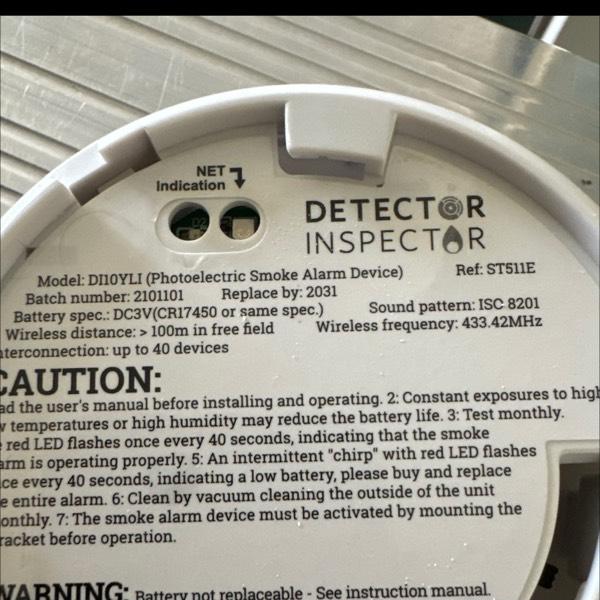 NET
Indication
DETECTOR
INSPECTOR
Model: DI10YLI (Photoelectric Smoke Alarm Device) Ref: ST511E
Batch number: 2101101 Replace by: 2031
Battery spec.: DC3V(CR17450 or same spec.) Sound pattern: ISC 8201
Wireless distance: > 100m in free field Wireless frequency: 433.42MHz
nterconnection: up to 40 devices
CAUTION:
ad the user's manual before installing and operating. 2: Constant exposures to high
w temperatures or high humidity may reduce the battery life. 3: Test monthly.
e red LED flashes once every 40 seconds, indicating that the smoke
arm is operating properly. 5: An intermittent "chirp" with red LED flashes
ce every 40 seconds, indicating a low battery, please buy and replace
e entire alarm. 6: Clean by vacuum cleaning the outside of the unit
onthly. 7: The smoke alarm device must be activated by mounting the
racket before operation.
WARNING: Battery not replaceable - See instruction manual.